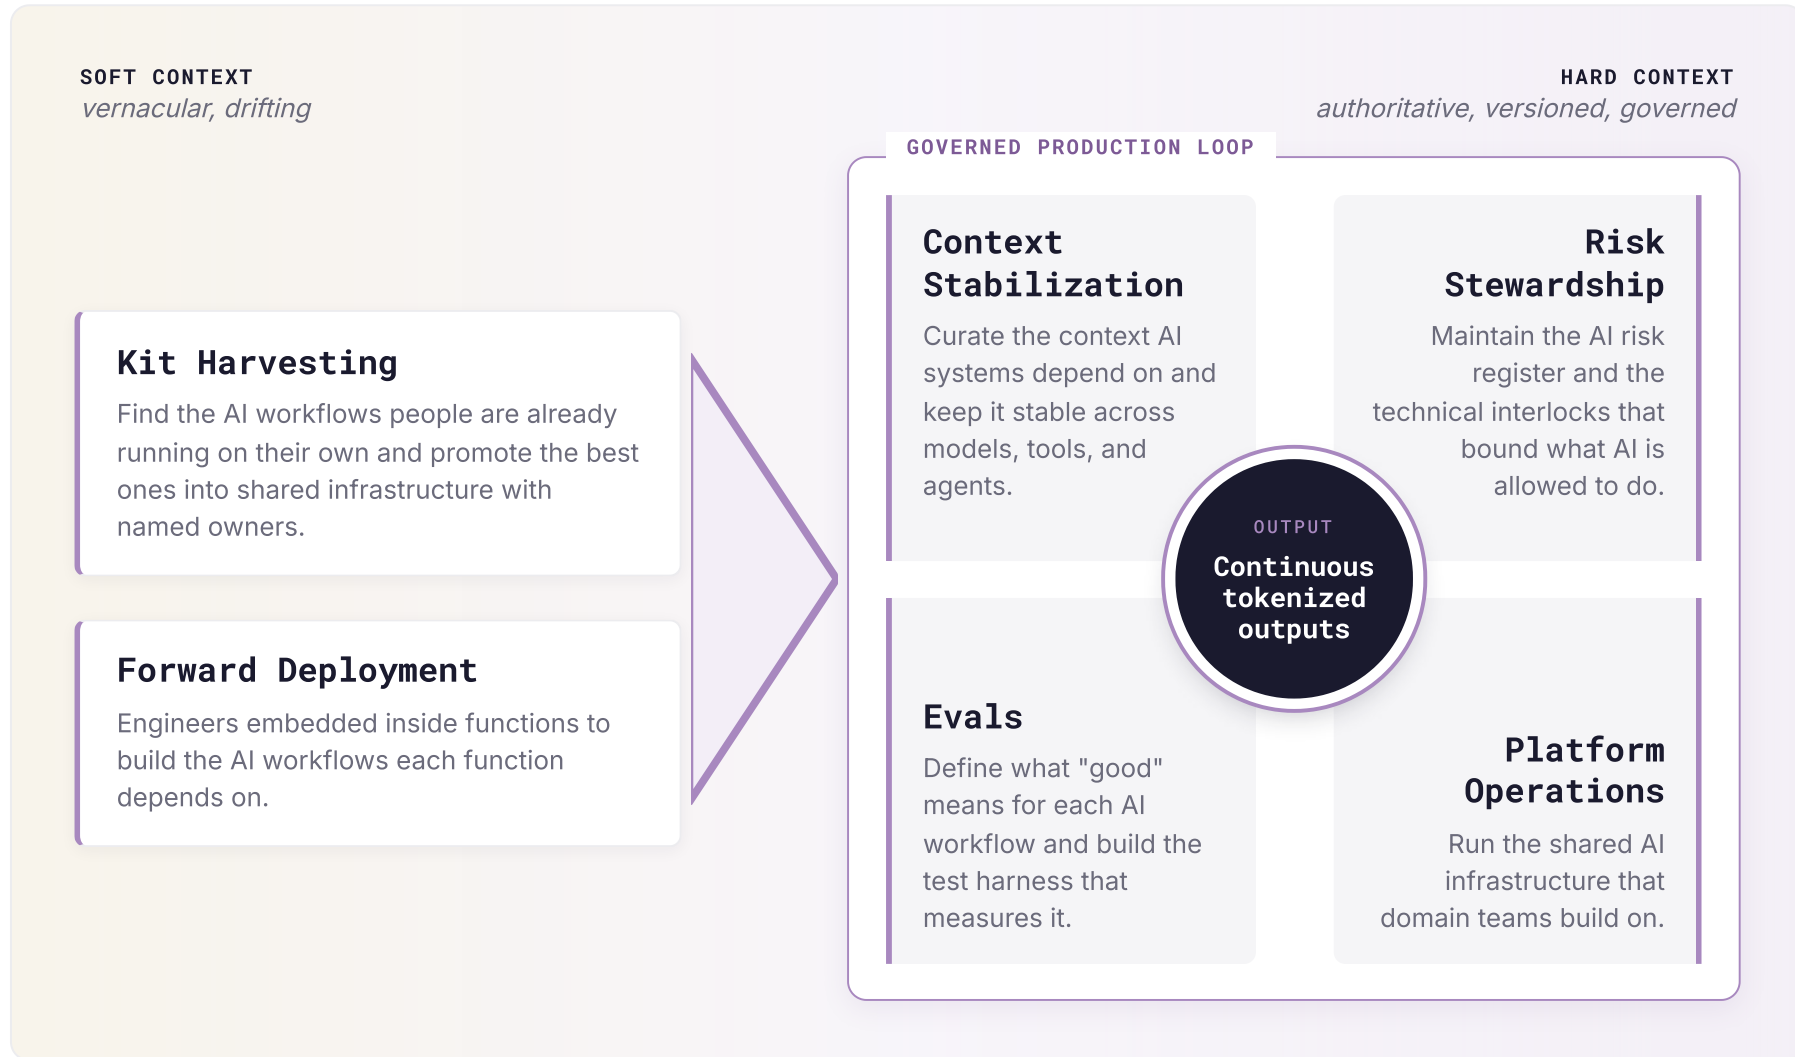 SOFT CONTEXT
vernacular, drifting
HARD CONTEXT
authoritative, versioned, governed
Kit Harvesting
Find the AI workflows people are already
running on their own and promote the best
ones into shared infrastructure with
named owners.
Forward Deployment
Engineers embedded inside functions to
build the AI workflows each function
depends on.
GOVERNED PRODUCTION LOOP
Context
Stabilization
Curate the context AI
systems depend on and
keep it stable across
models, tools, and
agents.
Risk
Stewardship
Maintain the AI risk
register and the
technical interlocks that
bound what AI is
allowed to do.
OUTPUT
Continuous
tokenized
outputs
Evals
Define what "good"
means for each AI
workflow and build the
test harness that
measures it.
Platform
Operations
Run the shared AI
infrastructure that
domain teams build on.